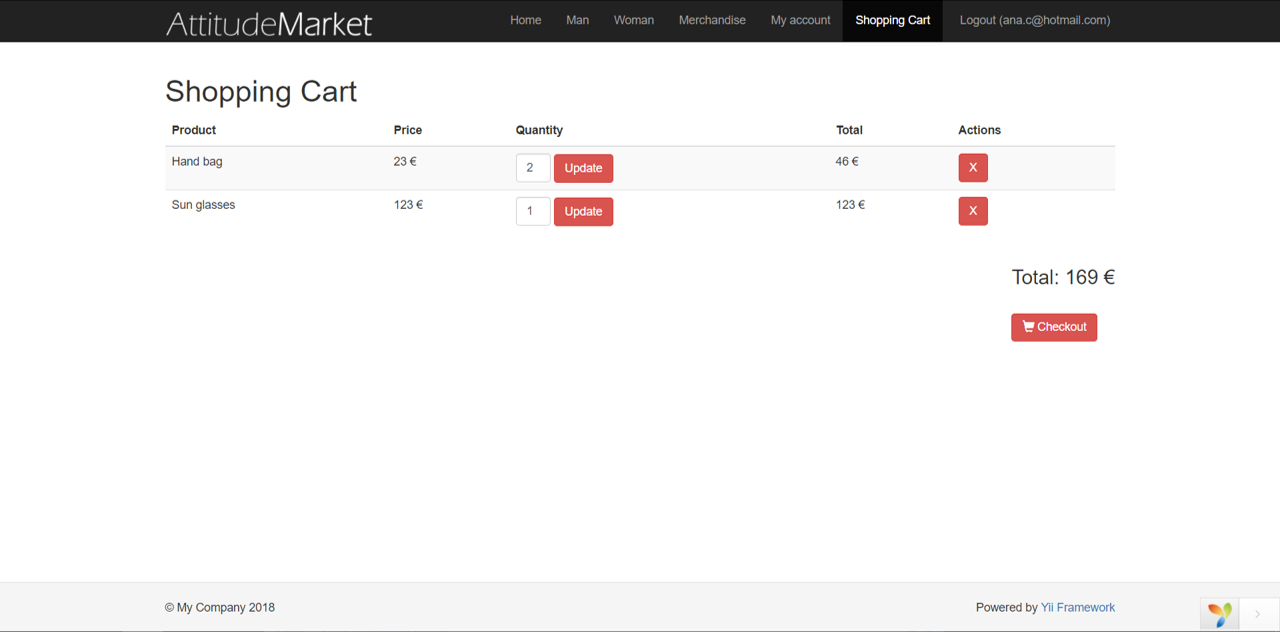 AttitudeMarket Home Man Woman Merchandise My account Shopping Cart Logout (ana.c@hotmail.com)
Shopping Cart
Product Price Quantity Total Actions
Hand bag 23 € 2 Update 46 € X
Sun glasses 123 € 1 Update 123 € X
Total: 169 €
Checkout
© My Company 2018 Powered by Yii Framework